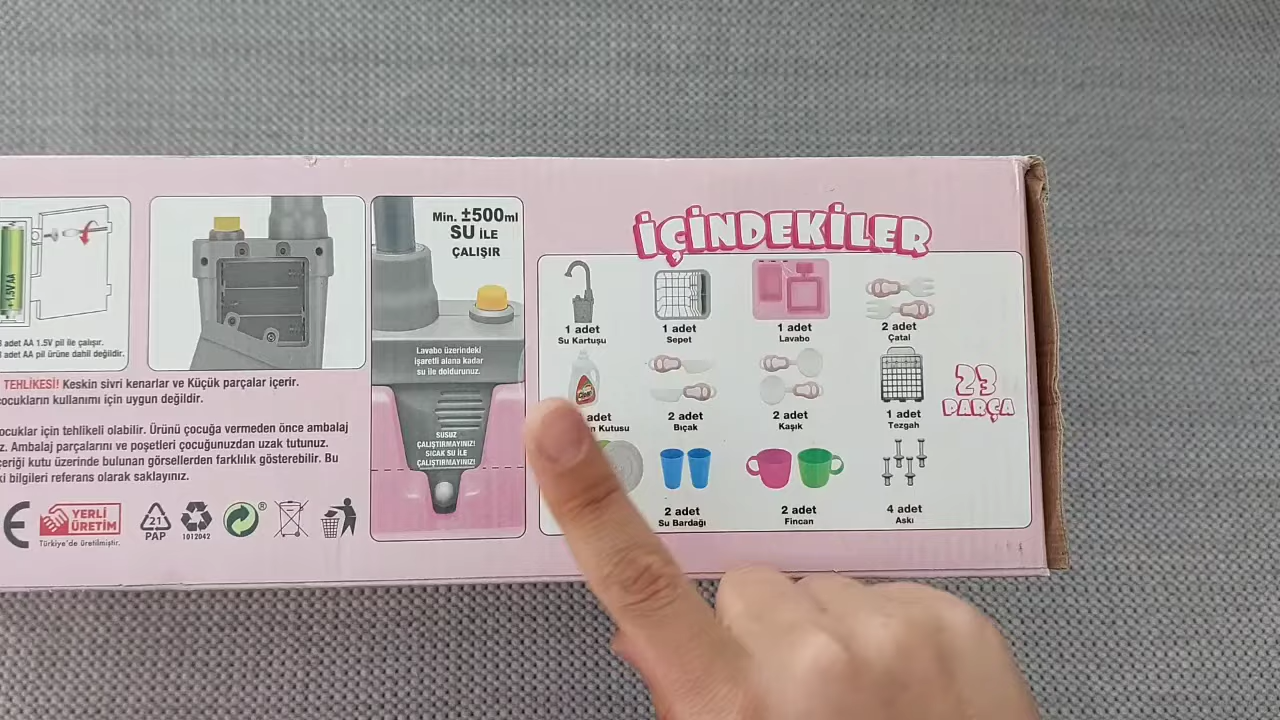 +1.5V AA
3 adet AA 1.5V pil ile çalışır.
adet AA pil ürüne dahil değildir.
Min. ±500ml
SU İLE
ÇALIŞIR
Lavabo üzerindeki
işaretli alana kadar
su ile doldurunuz.
SUSUZ
ÇALIŞTIRMAYINIZ!
SICAK SU İLE
ÇALIŞTIRMAYINIZ!
TEHLİKESİ! Keskin sivri kenarlar ve Küçük parçalar içerir.
çocukların kullanımı için uygun değildir.
çocuklar için tehlikeli olabilir. Ürünü çocuğa vermeden önce ambalaj
Ambalaj parçalarını ve poşetleri çocuğunuzdan uzak tutunuz.
içeriği kutu üzerinde bulunan görsellerden farklılık gösterebilir. Bu
bilgileri referans olarak saklayınız.
CE
YERLİ
ÜRETİM
Türkiye'de üretilmiştir.
21
PAP
1012042
®
İÇİNDEKİLER
1 adet
Su Kartuşu
1 adet
Sepet
1 adet
Lavabo
2 adet
Çatal
adet
Kutusu
2 adet
Bıçak
2 adet
Kaşık
1 adet
Tezgah
2 adet
Su Bardağı
2 adet
Fincan
4 adet
Askı
23
PARÇA